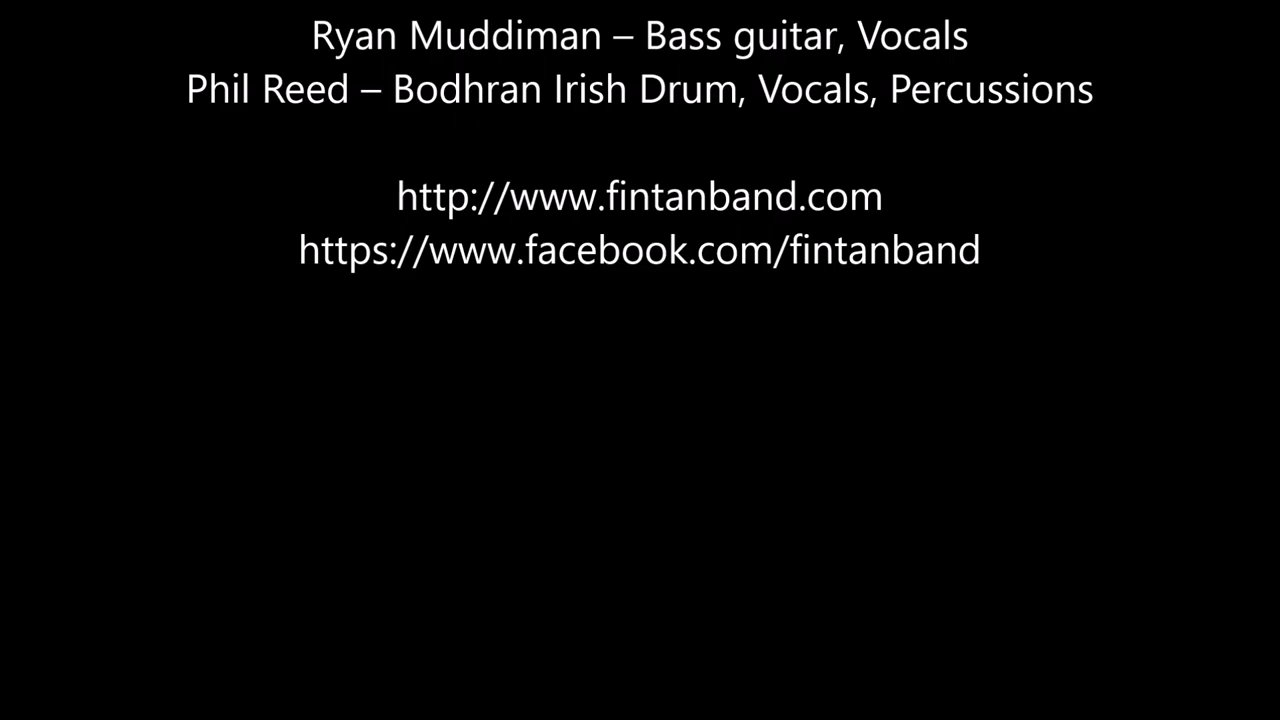 Ryan Muddiman – Bass guitar, Vocals
Phil Reed – Bodhran Irish Drum, Vocals, Percussions
http://www.fintanband.com
https://www.facebook.com/fintanband